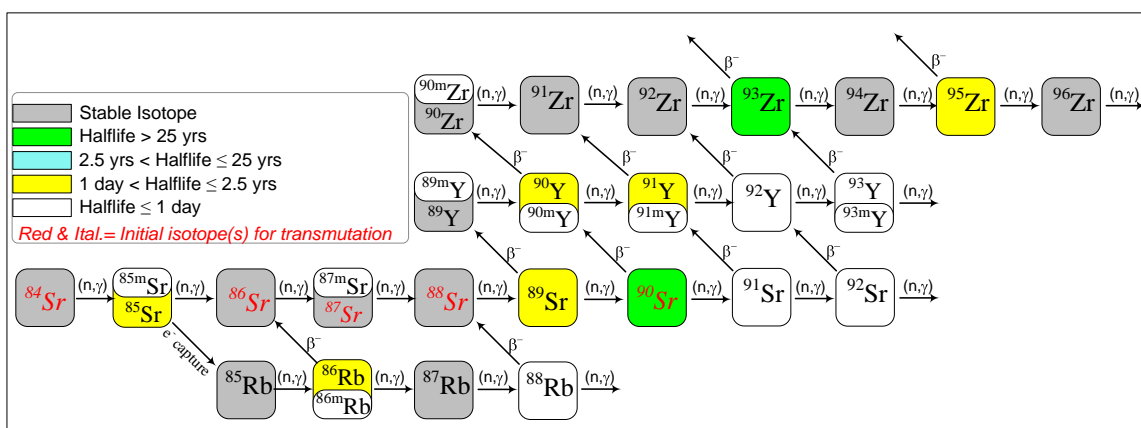 β⁻ β⁻
⁹⁰ᵐZr (n,γ) ⁹¹Zr (n,γ) ⁹²Zr (n,γ) ⁹³Zr (n,γ) ⁹⁴Zr (n,γ) ⁹⁵Zr (n,γ) ⁹⁶Zr (n,γ)
⁹⁰Zr
Stable Isotope
Halflife > 25 yrs
2.5 yrs < Halflife ≤ 25 yrs
1 day < Halflife ≤ 2.5 yrs
Halflife ≤ 1 day
Red & Ital.= Initial isotope(s) for transmutation
β⁻ β⁻ β⁻ β⁻
⁸⁹ᵐY (n,γ) ⁹⁰Y (n,γ) ⁹¹Y (n,γ) ⁹²Y (n,γ) ⁹³Y (n,γ)
⁸⁹Y ⁹⁰ᵐY ⁹¹ᵐY ⁹³ᵐY
β⁻ β⁻ β⁻ β⁻
⁸⁴Sr (n,γ) ⁸⁵ᵐSr (n,γ) ⁸⁶Sr (n,γ) ⁸⁷ᵐSr (n,γ) ⁸⁸Sr (n,γ) ⁸⁹Sr (n,γ) ⁹⁰Sr (n,γ) ⁹¹Sr (n,γ) ⁹²Sr (n,γ)
⁸⁵Sr ⁸⁷Sr
e⁻ capture β⁻ β⁻
⁸⁵Rb (n,γ) ⁸⁶Rb (n,γ) ⁸⁷Rb (n,γ) ⁸⁸Rb (n,γ)
⁸⁶ᵐRb